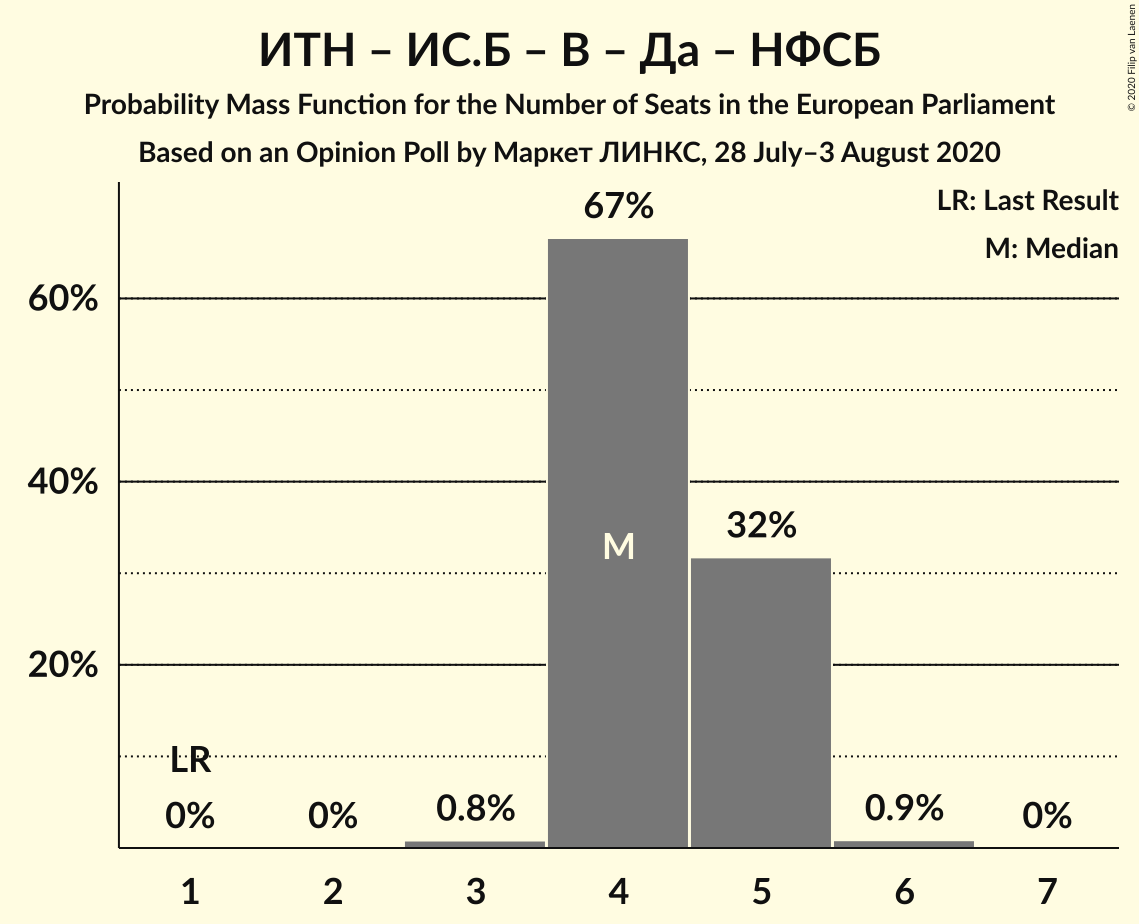 ИТН – ИС.Б – В – Да – НФСБ
Probability Mass Function for the Number of Seats in the European Parliament
Based on an Opinion Poll by Маркет ЛИНКС, 28 July–3 August 2020
© 2020 Filip van Laenen
LR: Last Result
M: Median
67%
60%
40%
32%
M
20%
LR
0%
0%
0.8%
0.9%
0%
1 2 3 4 5 6 7